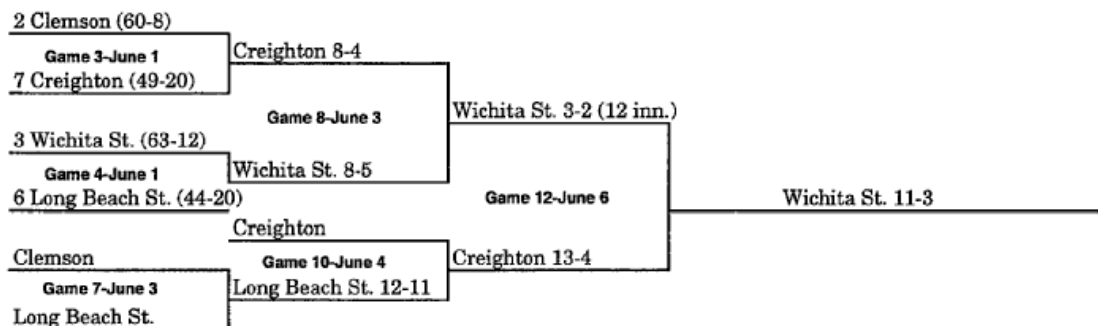 2 Clemson (60-8)
Game 3-June 1
7 Creighton (49-20)
Creighton 8-4
Game 8-June 3
3 Wichita St. (63-12)
Game 4-June 1
6 Long Beach St. (44-20)
Wichita St. 8-5
Wichita St. 3-2 (12 inn.)
Game 12-June 6
Wichita St. 11-3
Creighton
Game 10-June 4
Creighton 13-4
Clemson
Game 7-June 3
Long Beach St. 12-11
Long Beach St.